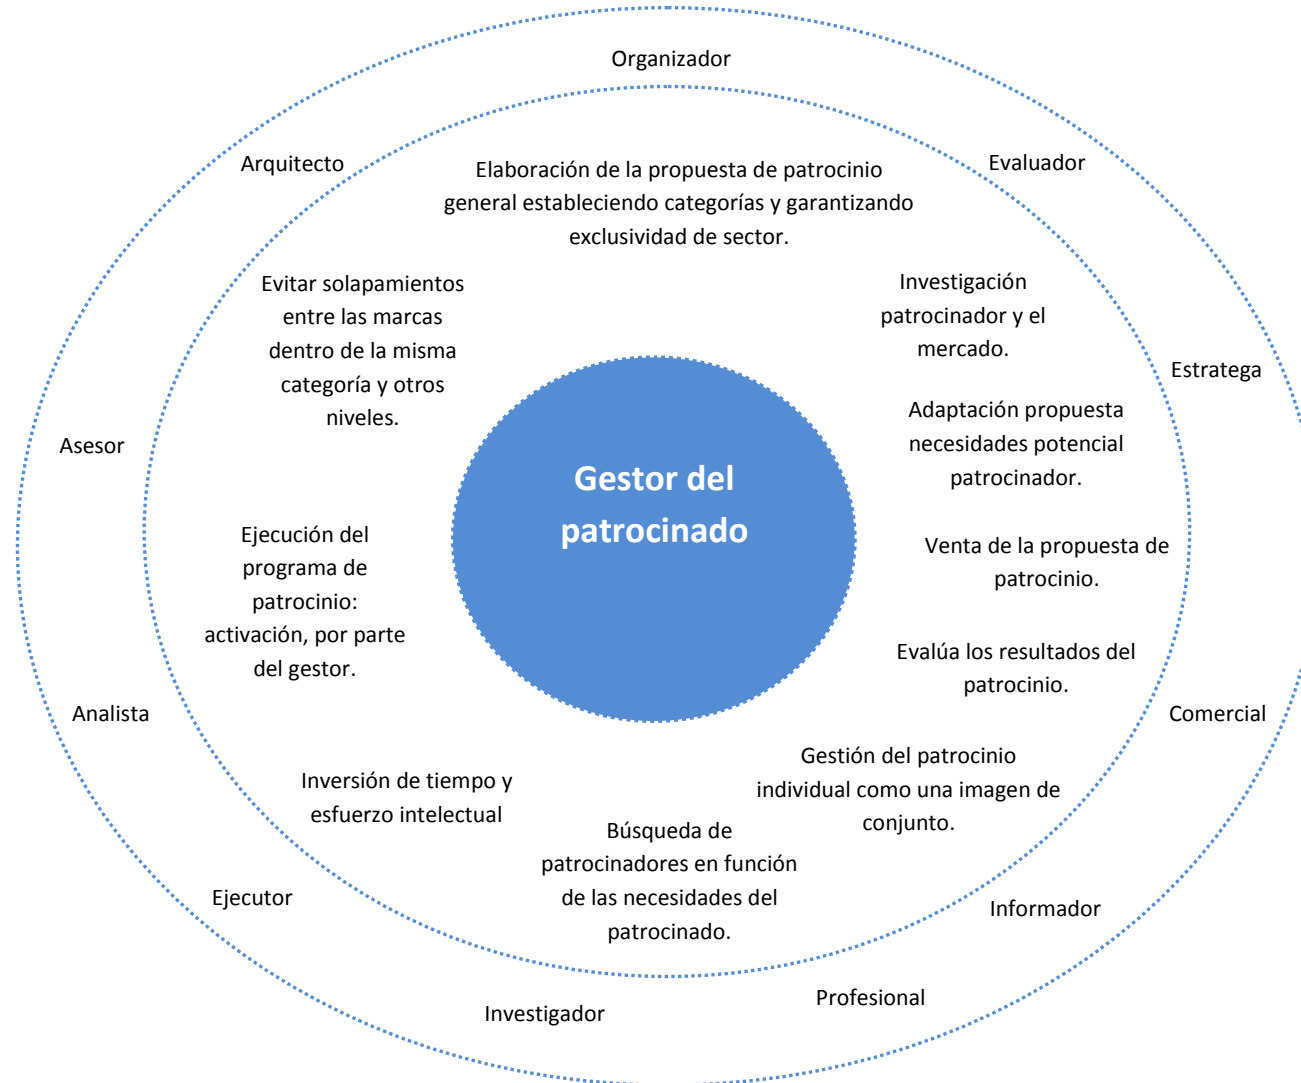 Organizador
Arquitecto
Evaluador
Elaboración de la propuesta de patrocinio
general estableciendo categorías y garantizando
exclusividad de sector.
Evitar solapamientos
entre las marcas
dentro de la misma
categoría y otros
niveles.
Investigación
patrocinador y el
mercado.
Estratega
Adaptación propuesta
necesidades potencial
patrocinador.
Asesor
Gestor del
patrocinado
Ejecución del
programa de
patrocinio:
activación, por parte
del gestor.
Venta de la propuesta de
patrocinio.
Evalúa los resultados del
patrocinio.
Analista
Comercial
Gestión del patrocinio
individual como una imagen de
conjunto.
Inversión de tiempo y
esfuerzo intelectual
Búsqueda de
patrocinadores en función
de las necesidades del
patrocinado.
Ejecutor
Informador
Profesional
Investigador